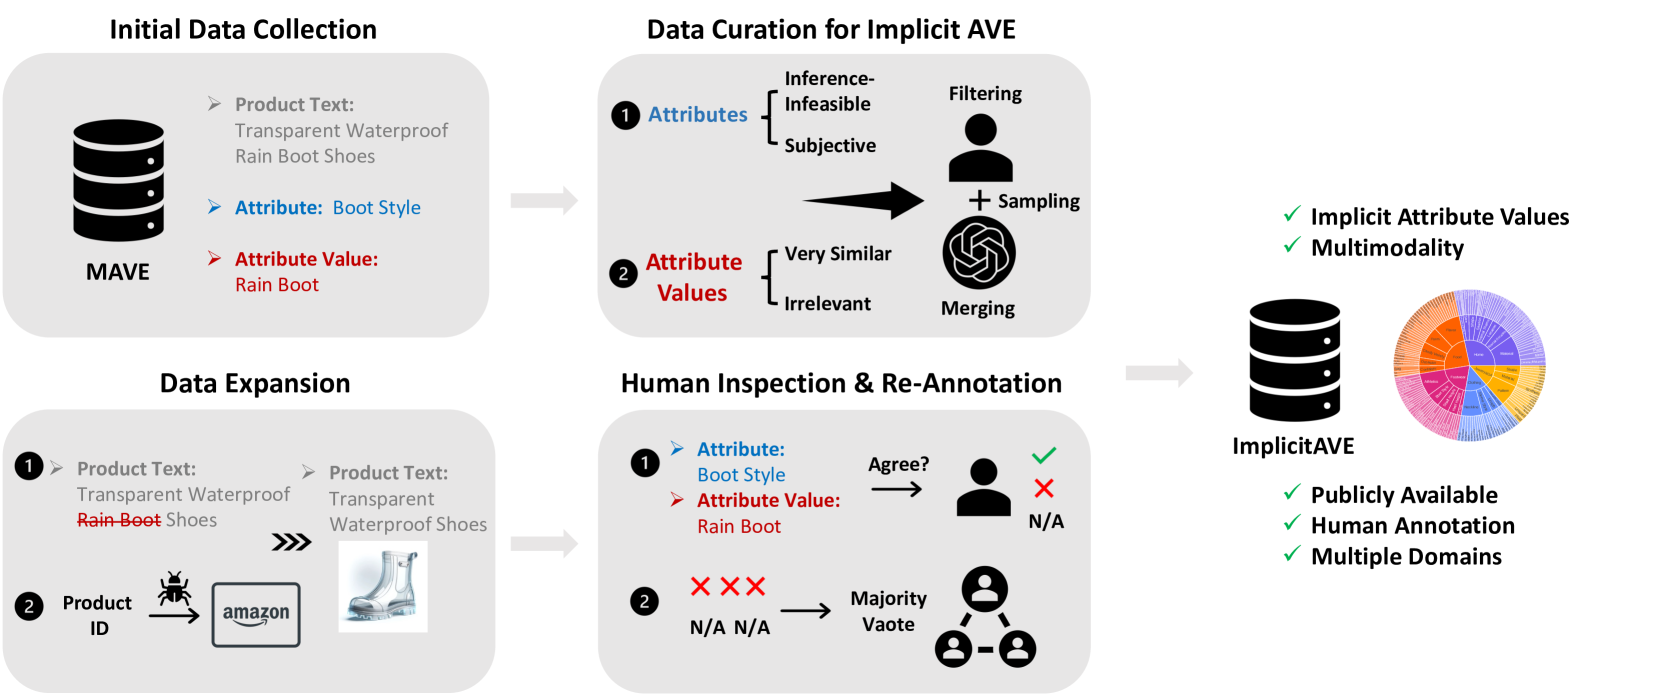 Initial Data Collection
Product Text:
Transparent Waterproof
Rain Boot Shoes
Attribute: Boot Style
Attribute Value:
Rain Boot
MAVE
Data Curation for Implicit AVE
1 Attributes
Inference-
Infeasible
Subjective
Filtering
+ Sampling
2 Attribute
Values
Very Similar
Irrelevant
Merging
Data Expansion
1 Product Text:
Transparent Waterproof
Rain Boot Shoes
Product Text:
Transparent
Waterproof Shoes
2 Product
ID
amazon
Human Inspection & Re-Annotation
1 Attribute:
Boot Style
Attribute Value:
Rain Boot
Agree?
N/A
2
N/A N/A
Majority
Vaote
Implicit Attribute Values
Multimodality
ImplicitAVE
Publicly Available
Human Annotation
Multiple Domains